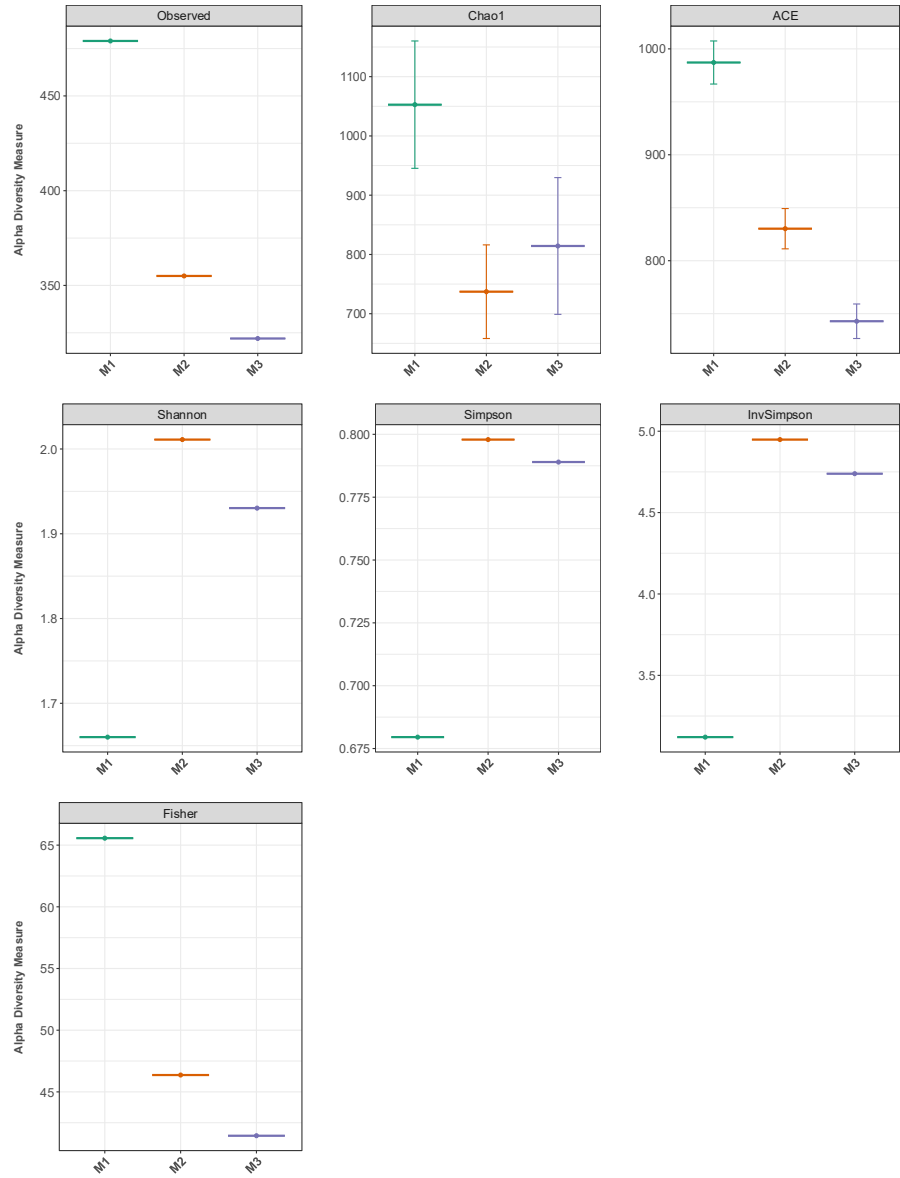 Observed
Chao1
ACE
Alpha Diversity Measure
450
400
350
M1
M2
M3
1100
1000
900
800
700
M1
M2
M3
1000
900
800
M1
M2
M3
Shannon
Simpson
InvSimpson
Alpha Diversity Measure
2.0
1.9
1.8
1.7
M1
M2
M3
0.800
0.775
0.750
0.725
0.700
0.675
M1
M2
M3
5.0
4.5
4.0
3.5
M1
M2
M3
Fisher
Alpha Diversity Measure
65
60
55
50
45
M1
M2
M3